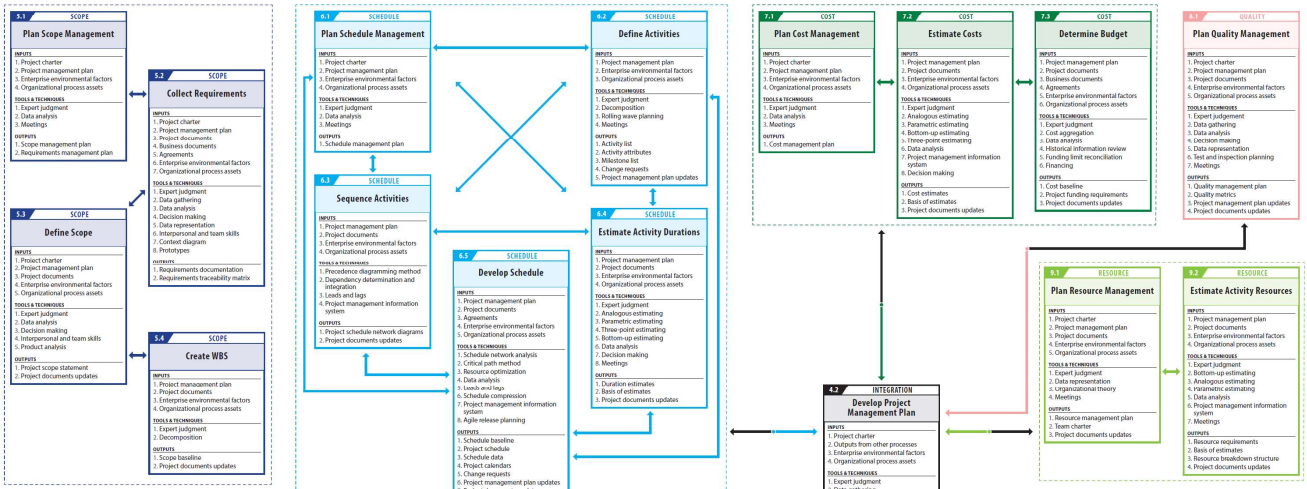 5.1 SCOPE
Plan Scope Management
INPUTS
1. Project charter
2. Project management plan
3. Enterprise environmental factors
4. Organizational process assets
TOOLS & TECHNIQUES
1. Expert judgment
2. Data analysis
3. Meetings
OUTPUTS
1. Scope management plan
2. Requirements management plan
5.2 SCOPE
Collect Requirements
INPUTS
1. Project charter
2. Project management plan
3. Project documents
4. Business documents
5. Agreements
6. Enterprise environmental factors
7. Organizational process assets
TOOLS & TECHNIQUES
1. Expert judgment
2. Data gathering
3. Data analysis
4. Decision making
5. Data representation
6. Interpersonal and team skills
7. Context diagram
8. Prototypes
OUTPUTS
1. Requirements documentation
2. Requirements traceability matrix
5.3 SCOPE
Define Scope
INPUTS
1. Project charter
2. Project management plan
3. Project documents
4. Enterprise environmental factors
5. Organizational process assets
TOOLS & TECHNIQUES
1. Expert judgment
2. Data analysis
3. Decision making
4. Interpersonal and team skills
5. Product analysis
OUTPUTS
1. Project scope statement
2. Project documents updates
5.4 SCOPE
Create WBS
INPUTS
1. Project management plan
2. Project documents
3. Enterprise environmental factors
4. Organizational process assets
TOOLS & TECHNIQUES
1. Expert judgment
2. Decomposition
OUTPUTS
1. Scope baseline
2. Project documents updates
6.1 SCHEDULE
Plan Schedule Management
INPUTS
1. Project charter
2. Project management plan
3. Enterprise environmental factors
4. Organizational process assets
TOOLS & TECHNIQUES
1. Expert judgment
2. Data analysis
3. Meetings
OUTPUTS
1. Schedule management plan
6.2 SCHEDULE
Define Activities
INPUTS
1. Project management plan
2. Enterprise environmental factors
3. Organizational process assets
TOOLS & TECHNIQUES
1. Expert judgment
2. Decomposition
3. Rolling wave planning
4. Meetings
OUTPUTS
1. Activity list
2. Activity attributes
3. Milestone list
4. Change requests
5. Project management plan updates
6.3 SCHEDULE
Sequence Activities
INPUTS
1. Project management plan
2. Project documents
3. Enterprise environmental factors
4. Organizational process assets
TOOLS & TECHNIQUES
1. Precedence diagramming method
2. Dependency determination and
integration
3. Leads and lags
4. Project management information
system
OUTPUTS
1. Project schedule network diagrams
2. Project documents updates
6.4 SCHEDULE
Estimate Activity Durations
INPUTS
1. Project management plan
2. Project documents
3. Enterprise environmental factors
4. Organizational process assets
TOOLS & TECHNIQUES
1. Expert judgment
2. Analogous estimating
3. Parametric estimating
4. Three-point estimating
5. Bottom-up estimating
6. Data analysis
7. Decision making
8. Meetings
OUTPUTS
1. Duration estimates
2. Basis of estimates
3. Project documents updates
6.5 SCHEDULE
Develop Schedule
INPUTS
1. Project management plan
2. Project documents
3. Agreements
4. Enterprise environmental factors
5. Organizational process assets
TOOLS & TECHNIQUES
1. Schedule network analysis
2. Critical path method
3. Resource optimization
4. Data analysis
5. Leads and lags
6. Schedule compression
7. Project management information
system
8. Agile release planning
OUTPUTS
1. Schedule baseline
2. Project schedule
3. Schedule data
4. Project calendars
5. Change requests
6. Project management plan updates
7.1 COST
Plan Cost Management
INPUTS
1. Project charter
2. Project management plan
3. Enterprise environmental factors
4. Organizational process assets
TOOLS & TECHNIQUES
1. Expert judgment
2. Data analysis
3. Meetings
OUTPUTS
1. Cost management plan
7.2 COST
Estimate Costs
INPUTS
1. Project management plan
2. Project documents
3. Enterprise environmental factors
4. Organizational process assets
TOOLS & TECHNIQUES
1. Expert judgment
2. Analogous estimating
3. Parametric estimating
4. Bottom-up estimating
5. Three-point estimating
6. Data analysis
7. Project management information
system
8. Decision making
OUTPUTS
1. Cost estimates
2. Basis of estimates
3. Project documents updates
7.3 COST
Determine Budget
INPUTS
1. Project management plan
2. Project documents
3. Business documents
4. Agreements
5. Enterprise environmental factors
6. Organizational process assets
TOOLS & TECHNIQUES
1. Expert judgment
2. Cost aggregation
3. Data analysis
4. Historical information review
5. Funding limit reconciliation
6. Financing
OUTPUTS
1. Cost baseline
2. Project funding requirements
3. Project documents updates
8.1 QUALITY
Plan Quality Management
INPUTS
1. Project charter
2. Project management plan
3. Project documents
4. Enterprise environmental factors
5. Organizational process assets
TOOLS & TECHNIQUES
1. Expert judgment
2. Data gathering
3. Data analysis
4. Decision making
5. Data representation
6. Test and inspection planning
7. Meetings
OUTPUTS
1. Quality management plan
2. Quality metrics
3. Project management plan updates
4. Project documents updates
4.2 INTEGRATION
Develop Project
Management Plan
INPUTS
1. Project charter
2. Outputs from other processes
3. Enterprise environmental factors
4. Organizational process assets
TOOLS & TECHNIQUES
1. Expert judgment
9.1 RESOURCE
Plan Resource Management
INPUTS
1. Project charter
2. Project management plan
3. Project documents
4. Enterprise environmental factors
5. Organizational process assets
TOOLS & TECHNIQUES
1. Expert judgment
2. Data representation
3. Organizational theory
4. Meetings
OUTPUTS
1. Resource management plan
2. Team charter
3. Project documents updates
9.2 RESOURCE
Estimate Activity Resources
INPUTS
1. Project management plan
2. Project documents
3. Enterprise environmental factors
4. Organizational process assets
TOOLS & TECHNIQUES
1. Expert judgment
2. Bottom-up estimating
3. Analogous estimating
4. Parametric estimating
5. Data analysis
6. Project management information
system
7. Meetings
OUTPUTS
1. Resource requirements
2. Basis of estimates
3. Resource breakdown structure
4. Project documents updates